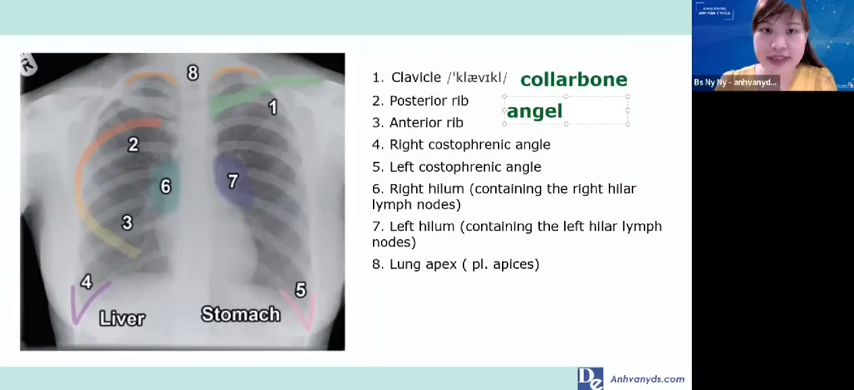 R
8
1
2
6
7
3
4
5
Liver
Stomach
1. Clavicle /ˈklævɪkl/ collarbone
2. Posterior rib
angel
3. Anterior rib
4. Right costophrenic angle
5. Left costophrenic angle
6. Right hilum (containing the right hilar
lymph nodes)
7. Left hilum (containing the left hilar lymph
nodes)
8. Lung apex ( pl. apices)
De
Anhvanyds.com
Bs Ny Ny - anhvanyd...